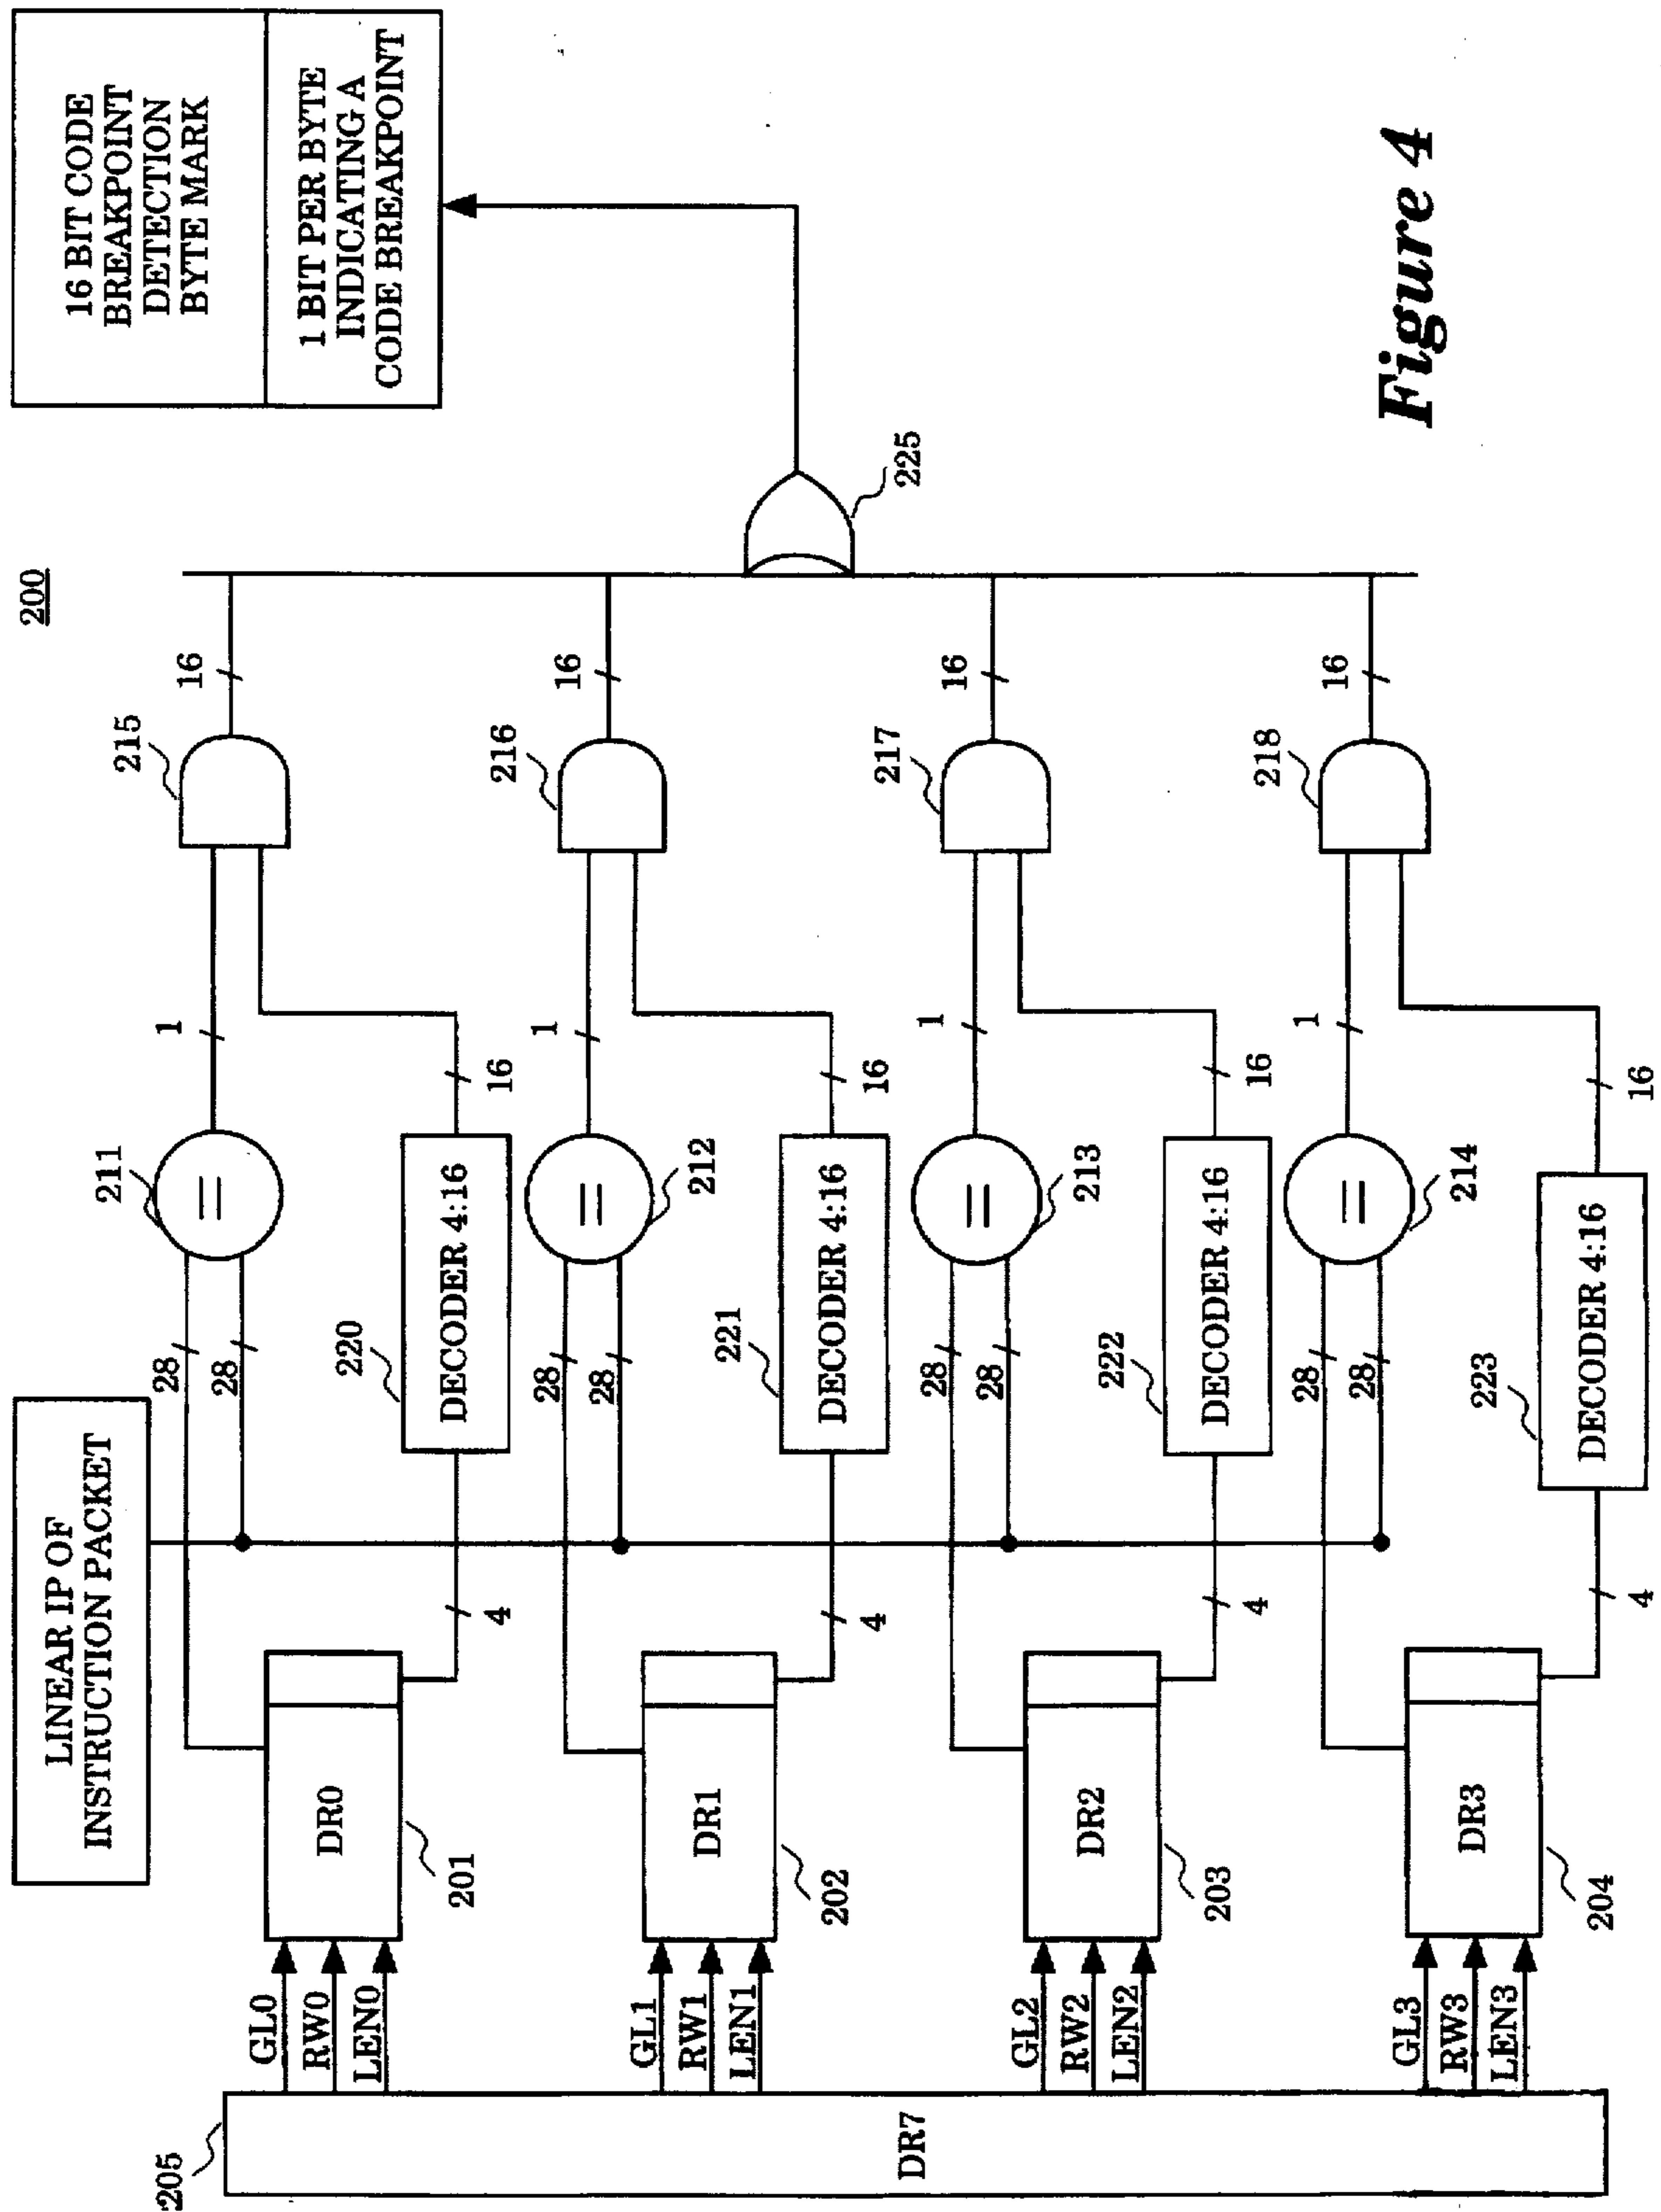 200
LINEAR IP OF
INSTRUCTION PACKET
16 BIT CODE
BREAKPOINT
DETECTION
BYTE MARK
1 BIT PER BYTE
INDICATING A
CODE BREAKPOINT
205
DR7
GL0
RW0
LEN0
DR0
201
28
28
211
1
215
16
4
220
DECODER 4:16
16
GL1
RW1
LEN1
DR1
202
28
28
212
1
216
16
4
221
DECODER 4:16
16
225
GL2
RW2
LEN2
DR2
203
28
28
213
1
217
16
4
222
DECODER 4:16
16
GL3
RW3
LEN3
DR3
204
28
28
214
1
218
16
4
223
DECODER 4:16
16
Figure 4